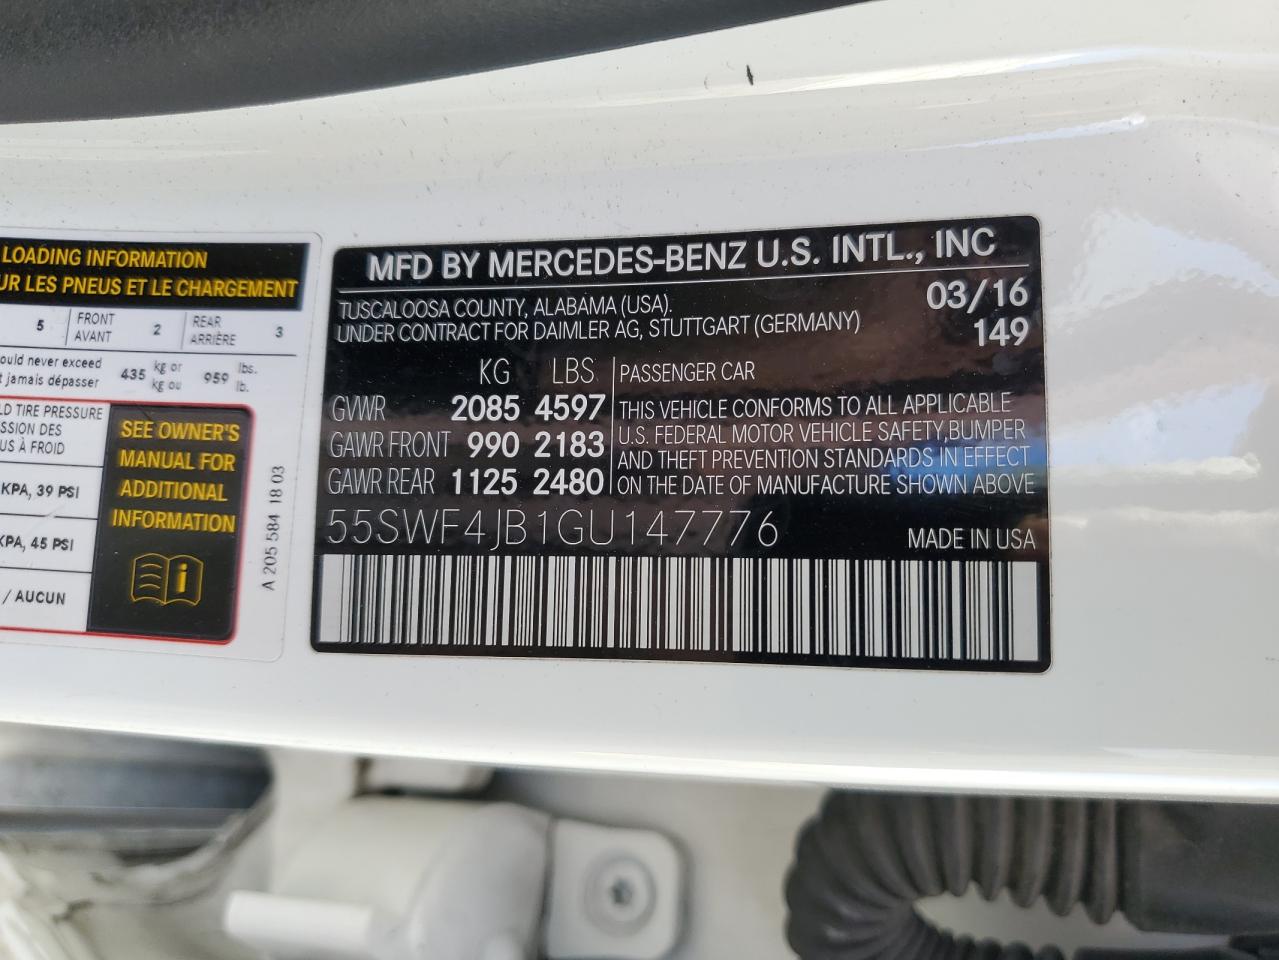 LOADING INFORMATION
UR LES PNEUS ET LE CHARGEMENT
5 FRONT AVANT 2 REAR ARRIÈRE 3
ould never exceed
t jamais dépasser
435 kg or kg ou 959 lbs. lb.
LD TIRE PRESSURE
SSION DES
US À FROID
KPA, 39 PSI
KPA, 45 PSI
/ AUCUN
SEE OWNER'S
MANUAL FOR
ADDITIONAL
INFORMATION
i
A 205 584 18 03
MFD BY MERCEDES-BENZ U.S. INTL., INC
TUSCALOOSA COUNTY, ALABAMA (USA). 03/16
UNDER CONTRACT FOR DAIMLER AG, STUTTGART (GERMANY) 149
KG LBS PASSENGER CAR
GVWR 2085 4597
GAWR FRONT 990 2183
GAWR REAR 1125 2480
THIS VEHICLE CONFORMS TO ALL APPLICABLE
U.S. FEDERAL MOTOR VEHICLE SAFETY,BUMPER
AND THEFT PREVENTION STANDARDS IN EFFECT
ON THE DATE OF MANUFACTURE SHOWN ABOVE
55SWF4JB1GU147776 MADE IN USA